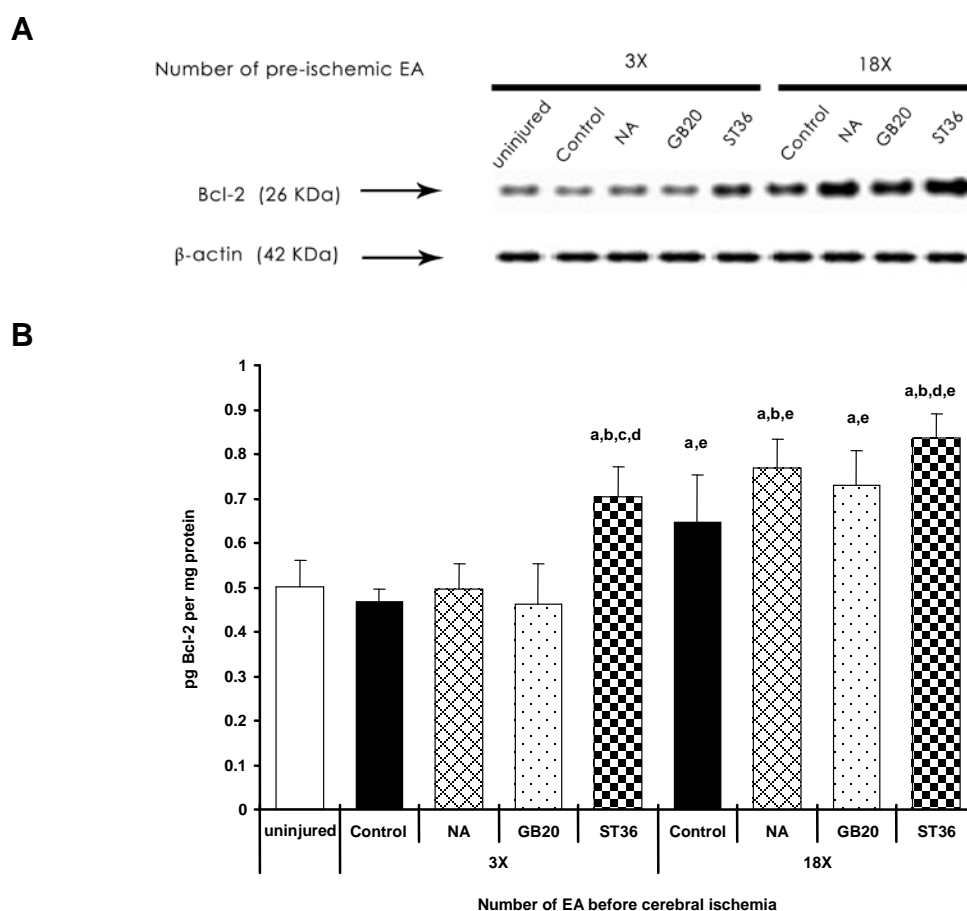 A
Number of pre-ischemic EA
3X 18X
uninjured Control NA GB20 ST36 Control NA GB20 ST36
Bcl-2 (26 KDa)
β-actin (42 KDa)
B
pg Bcl-2 per mg protein
1
0.9
0.8
0.7
0.6
0.5
0.4
0.3
0.2
0.1
0
a,b,c,d a,e a,b,e a,e a,b,d,e
uninjured Control NA GB20 ST36 Control NA GB20 ST36
3X 18X
Number of EA before cerebral ischemia